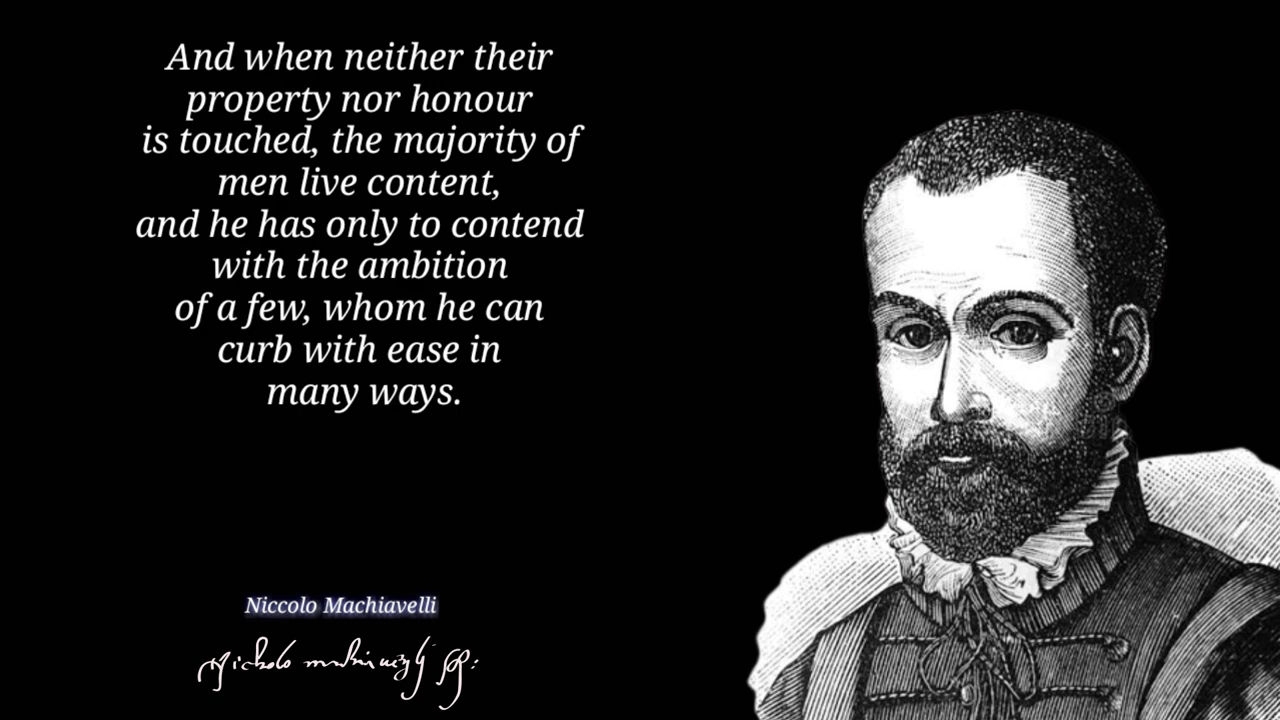 And when neither their
property nor honour
is touched, the majority of
men live content,
and he has only to contend
with the ambition
of a few, whom he can
curb with ease in
many ways.
Niccolo Machiavelli